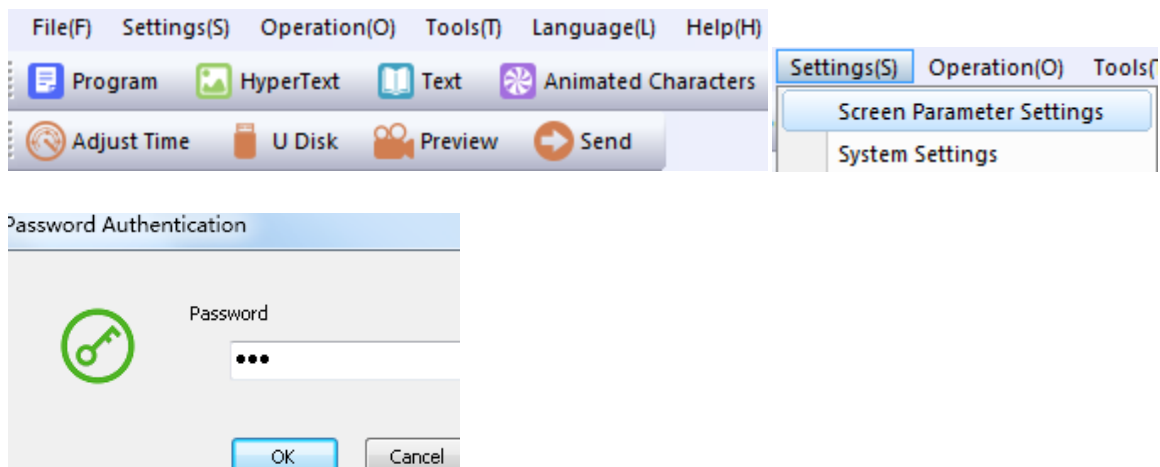 File(F) Settings(S) Operation(O) Tools(T) Language(L) Help(H)
Program HyperText Text Animated Characters
Adjust Time U Disk Preview Send
Settings(S) Operation(O) Tools(T
Screen Parameter Settings
System Settings
Password Authentication
Password
•••
OK Cancel